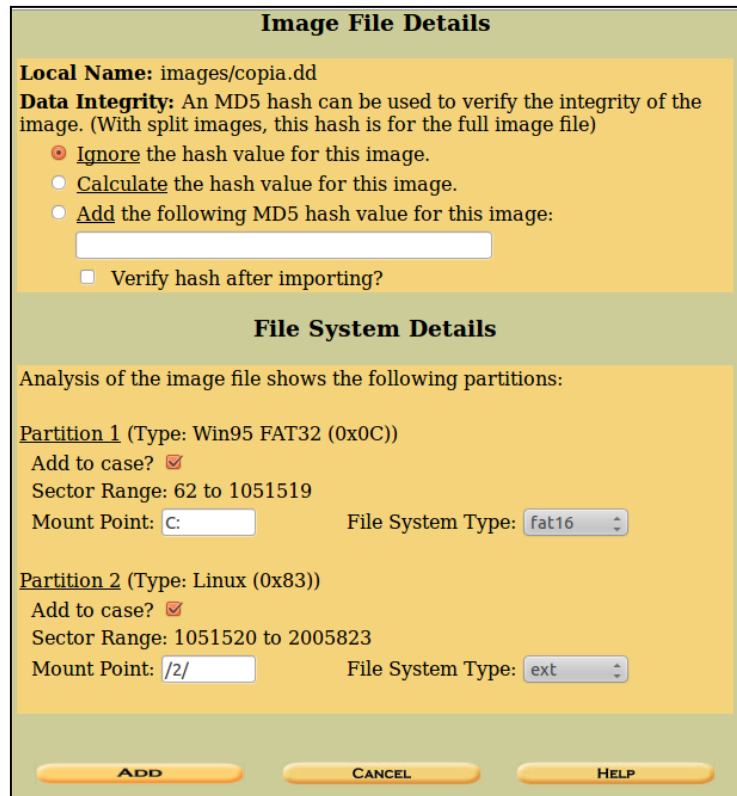 Image File Details
Local Name: images/copia.dd
Data Integrity: An MD5 hash can be used to verify the integrity of the
image. (With split images, this hash is for the full image file)
Ignore the hash value for this image.
Calculate the hash value for this image.
Add the following MD5 hash value for this image:
Verify hash after importing?
File System Details
Analysis of the image file shows the following partitions:
Partition 1 (Type: Win95 FAT32 (0x0C))
Add to case?
Sector Range: 62 to 1051519
Mount Point: C: File System Type: fat16
Partition 2 (Type: Linux (0x83))
Add to case?
Sector Range: 1051520 to 2005823
Mount Point: /2/ File System Type: ext
ADD CANCEL HELP